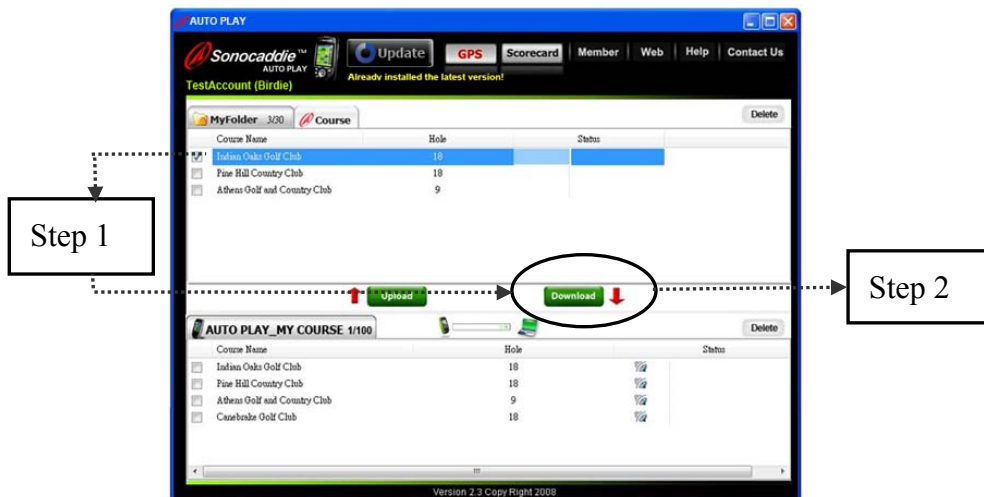 AUTO PLAY
Sonocaddie™
AUTO PLAY
Update
GPS Scorecard Member Web Help Contact Us
Already installed the latest version!
TestAccount (Birdie)
MyFolder 3/30 Course Delete
Course Name Hole Status
Indian Oaks Golf Club 18
Pine Hill Country Club 18
Athens Golf and Country Club 9
Step 1
Step 2
Upload Download
AUTO PLAY_MY COURSE 1/100 Delete
Course Name Hole Status
Indian Oaks Golf Club 18
Pine Hill Country Club 18
Athens Golf and Country Club 9
Canebrake Golf Club 18
Version 2.3 Copy Right 2008